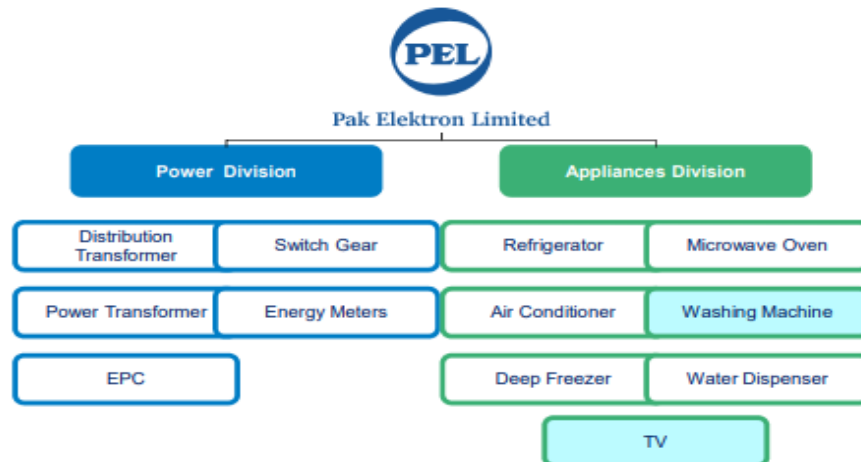 PEL
Pak Elektron Limited
Power Division
Appliances Division
Distribution
Transformer
Switch Gear
Refrigerator
Microwave Oven
Power Transformer
Energy Meters
Air Conditioner
Washing Machine
EPC
Deep Freezer
Water Dispenser
TV